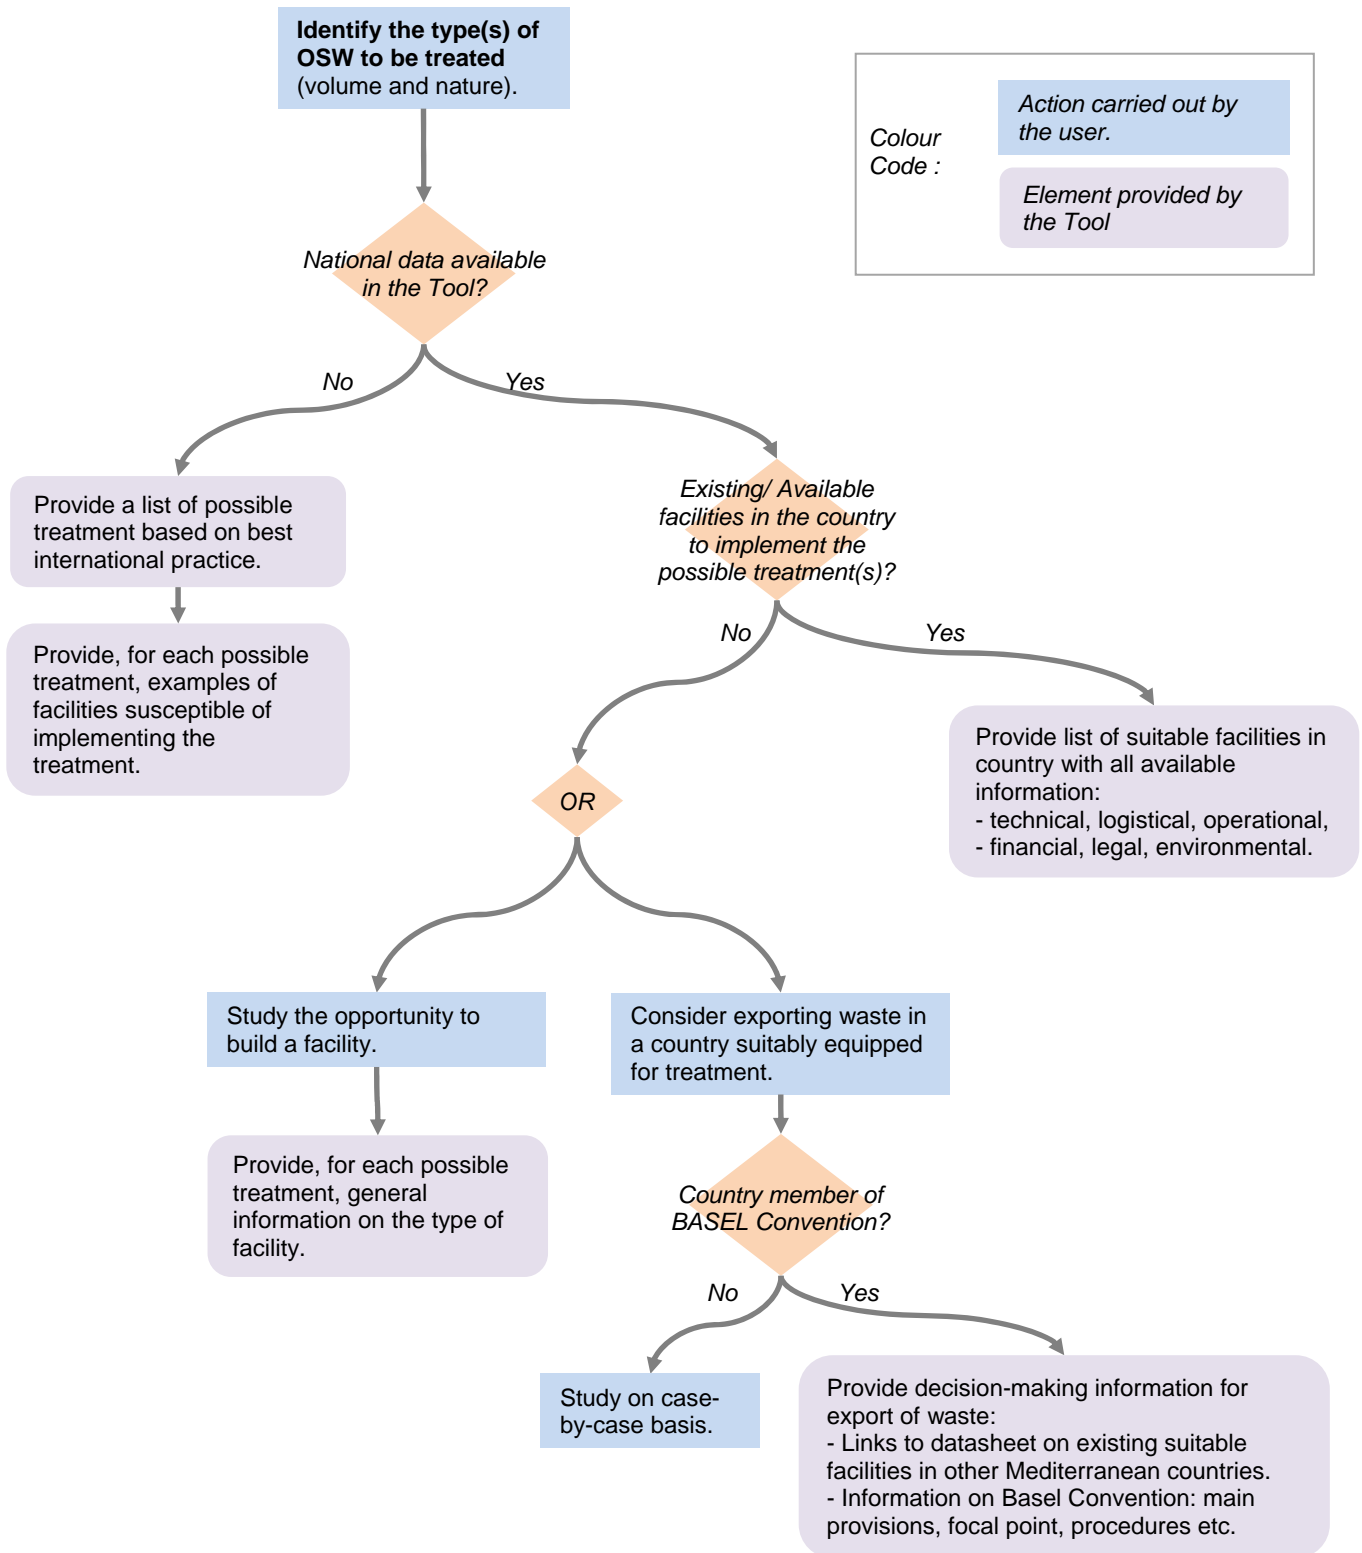 Identify the type(s) of
OSW to be treated
(volume and nature).
Colour
Code :
Action carried out by
the user.
Element provided by
the Tool
National data available
in the Tool?
No
Yes
Provide a list of possible
treatment based on best
international practice.
Existing/ Available
facilities in the country
to implement the
possible treatment(s)?
Provide, for each possible
treatment, examples of
facilities susceptible of
implementing the
treatment.
No
Yes
Provide list of suitable facilities in
country with all available
information:
- technical, logistical, operational,
- financial, legal, environmental.
OR
Study the opportunity to
build a facility.
Consider exporting waste in
a country suitably equipped
for treatment.
Provide, for each possible
treatment, general
information on the type of
facility.
Country member of
BASEL Convention?
No
Yes
Study on case-
by-case basis.
Provide decision-making information for
export of waste:
- Links to datasheet on existing suitable
facilities in other Mediterranean countries.
- Information on Basel Convention: main
provisions, focal point, procedures etc.